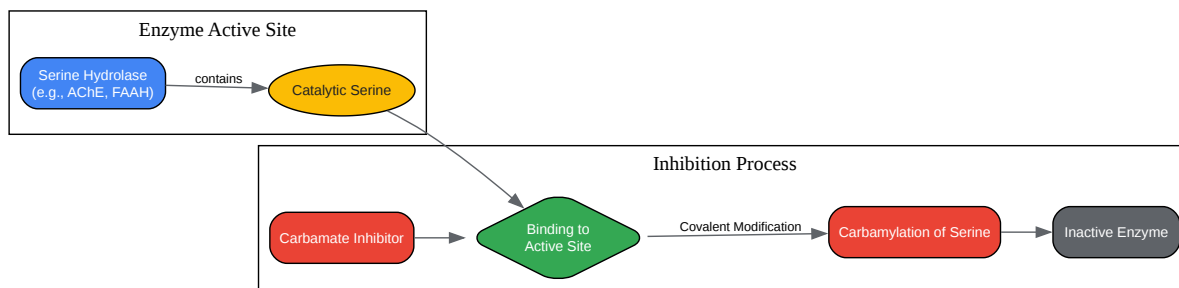 Enzyme Active Site
Serine Hydrolase
(e.g., AChE, FAAH)
contains
Catalytic Serine
Inhibition Process
Carbamate Inhibitor
Binding to
Active Site
Covalent Modification
Carbamylation of Serine
Inactive Enzyme